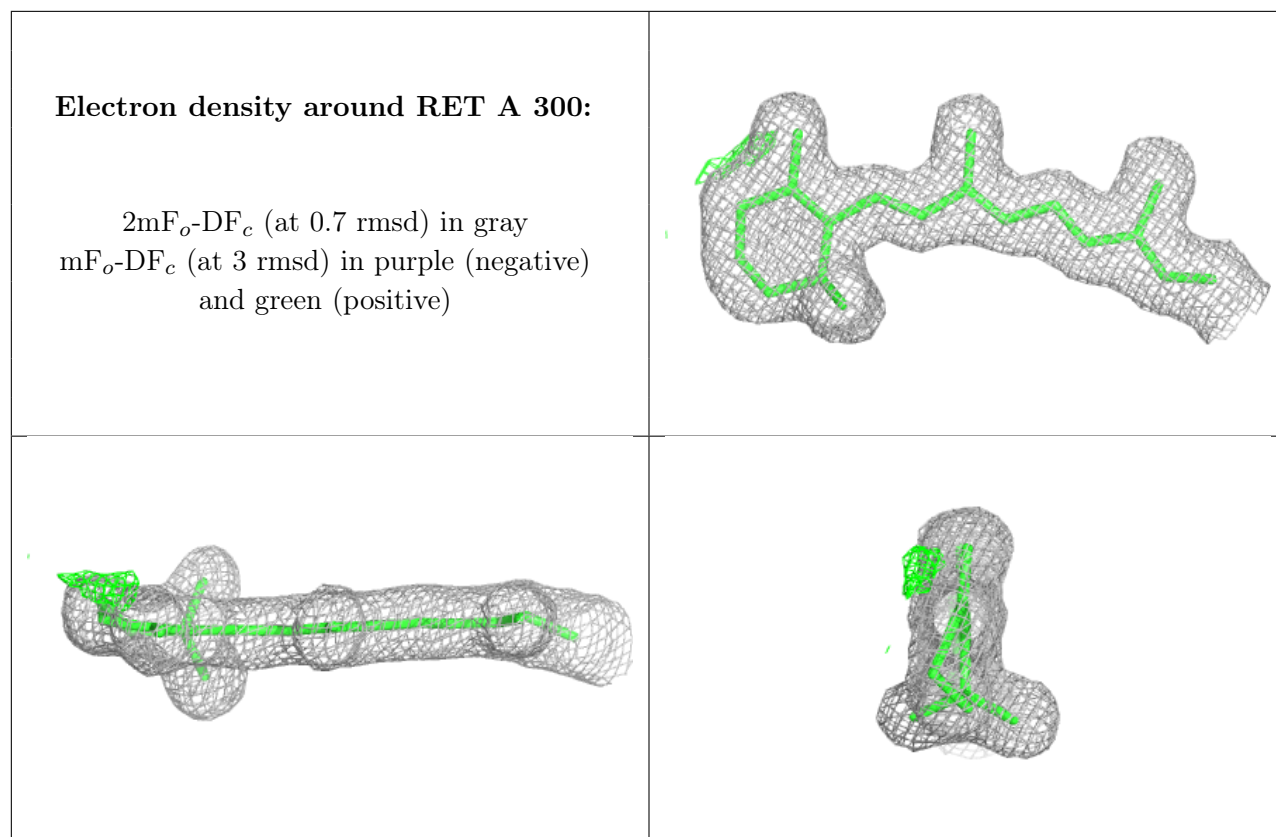 Electron density around RET A 300:
2mFo-DFc (at 0.7 rmsd) in gray
mFo-DFc (at 3 rmsd) in purple (negative)
and green (positive)